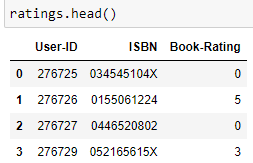 ratings.head()
User-ID ISBN Book-Rating
0 276725 034545104X 0
1 276726 0155061224 5
2 276727 0446520802 0
3 276729 052165615X 3